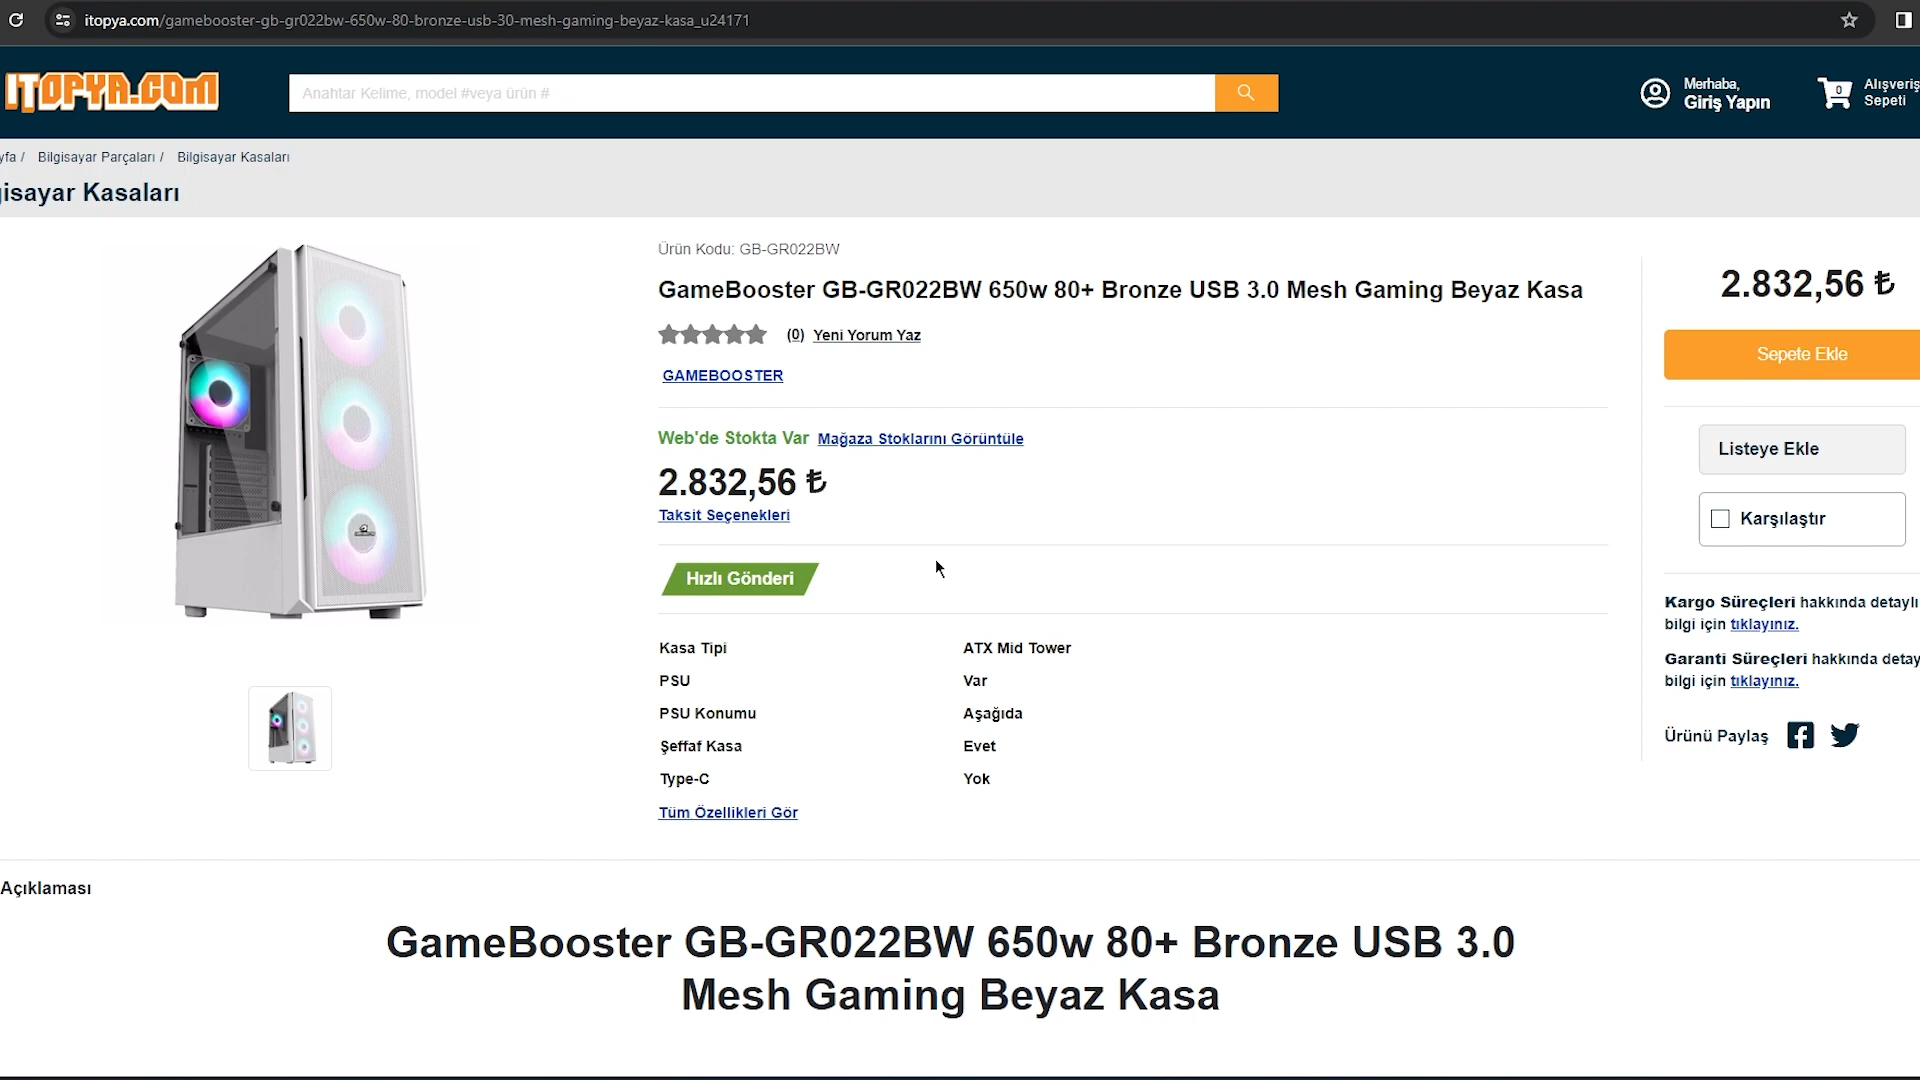 itopya.com/gamebooster-gb-gr022bw-650w-80-bronze-usb-30-mesh-gaming-beyaz-kasa_u24171
ITOPYA.COM
Anahtar Kelime, model #veya ürün #
Merhaba,
Giriş Yapın
0
Alışveriş
Sepeti
yfa / Bilgisayar Parçaları / Bilgisayar Kasaları
gisayar Kasaları
Ürün Kodu: GB-GR022BW
GameBooster GB-GR022BW 650w 80+ Bronze USB 3.0 Mesh Gaming Beyaz Kasa
(0) Yeni Yorum Yaz
GAMEBOOSTER
Web'de Stokta Var Mağaza Stoklarını Görüntüle
2.832,56 ₺
Taksit Seçenekleri
Hızlı Gönderi
Kasa Tipi ATX Mid Tower
PSU Var
PSU Konumu Aşağıda
Şeffaf Kasa Evet
Type-C Yok
Tüm Özellikleri Gör
2.832,56 ₺
Sepete Ekle
Listeye Ekle
Karşılaştır
Kargo Süreçleri hakkında detaylı
bilgi için tıklayınız.
Garanti Süreçleri hakkında detay
bilgi için tıklayınız.
Ürünü Paylaş
Açıklaması
GameBooster GB-GR022BW 650w 80+ Bronze USB 3.0
Mesh Gaming Beyaz Kasa